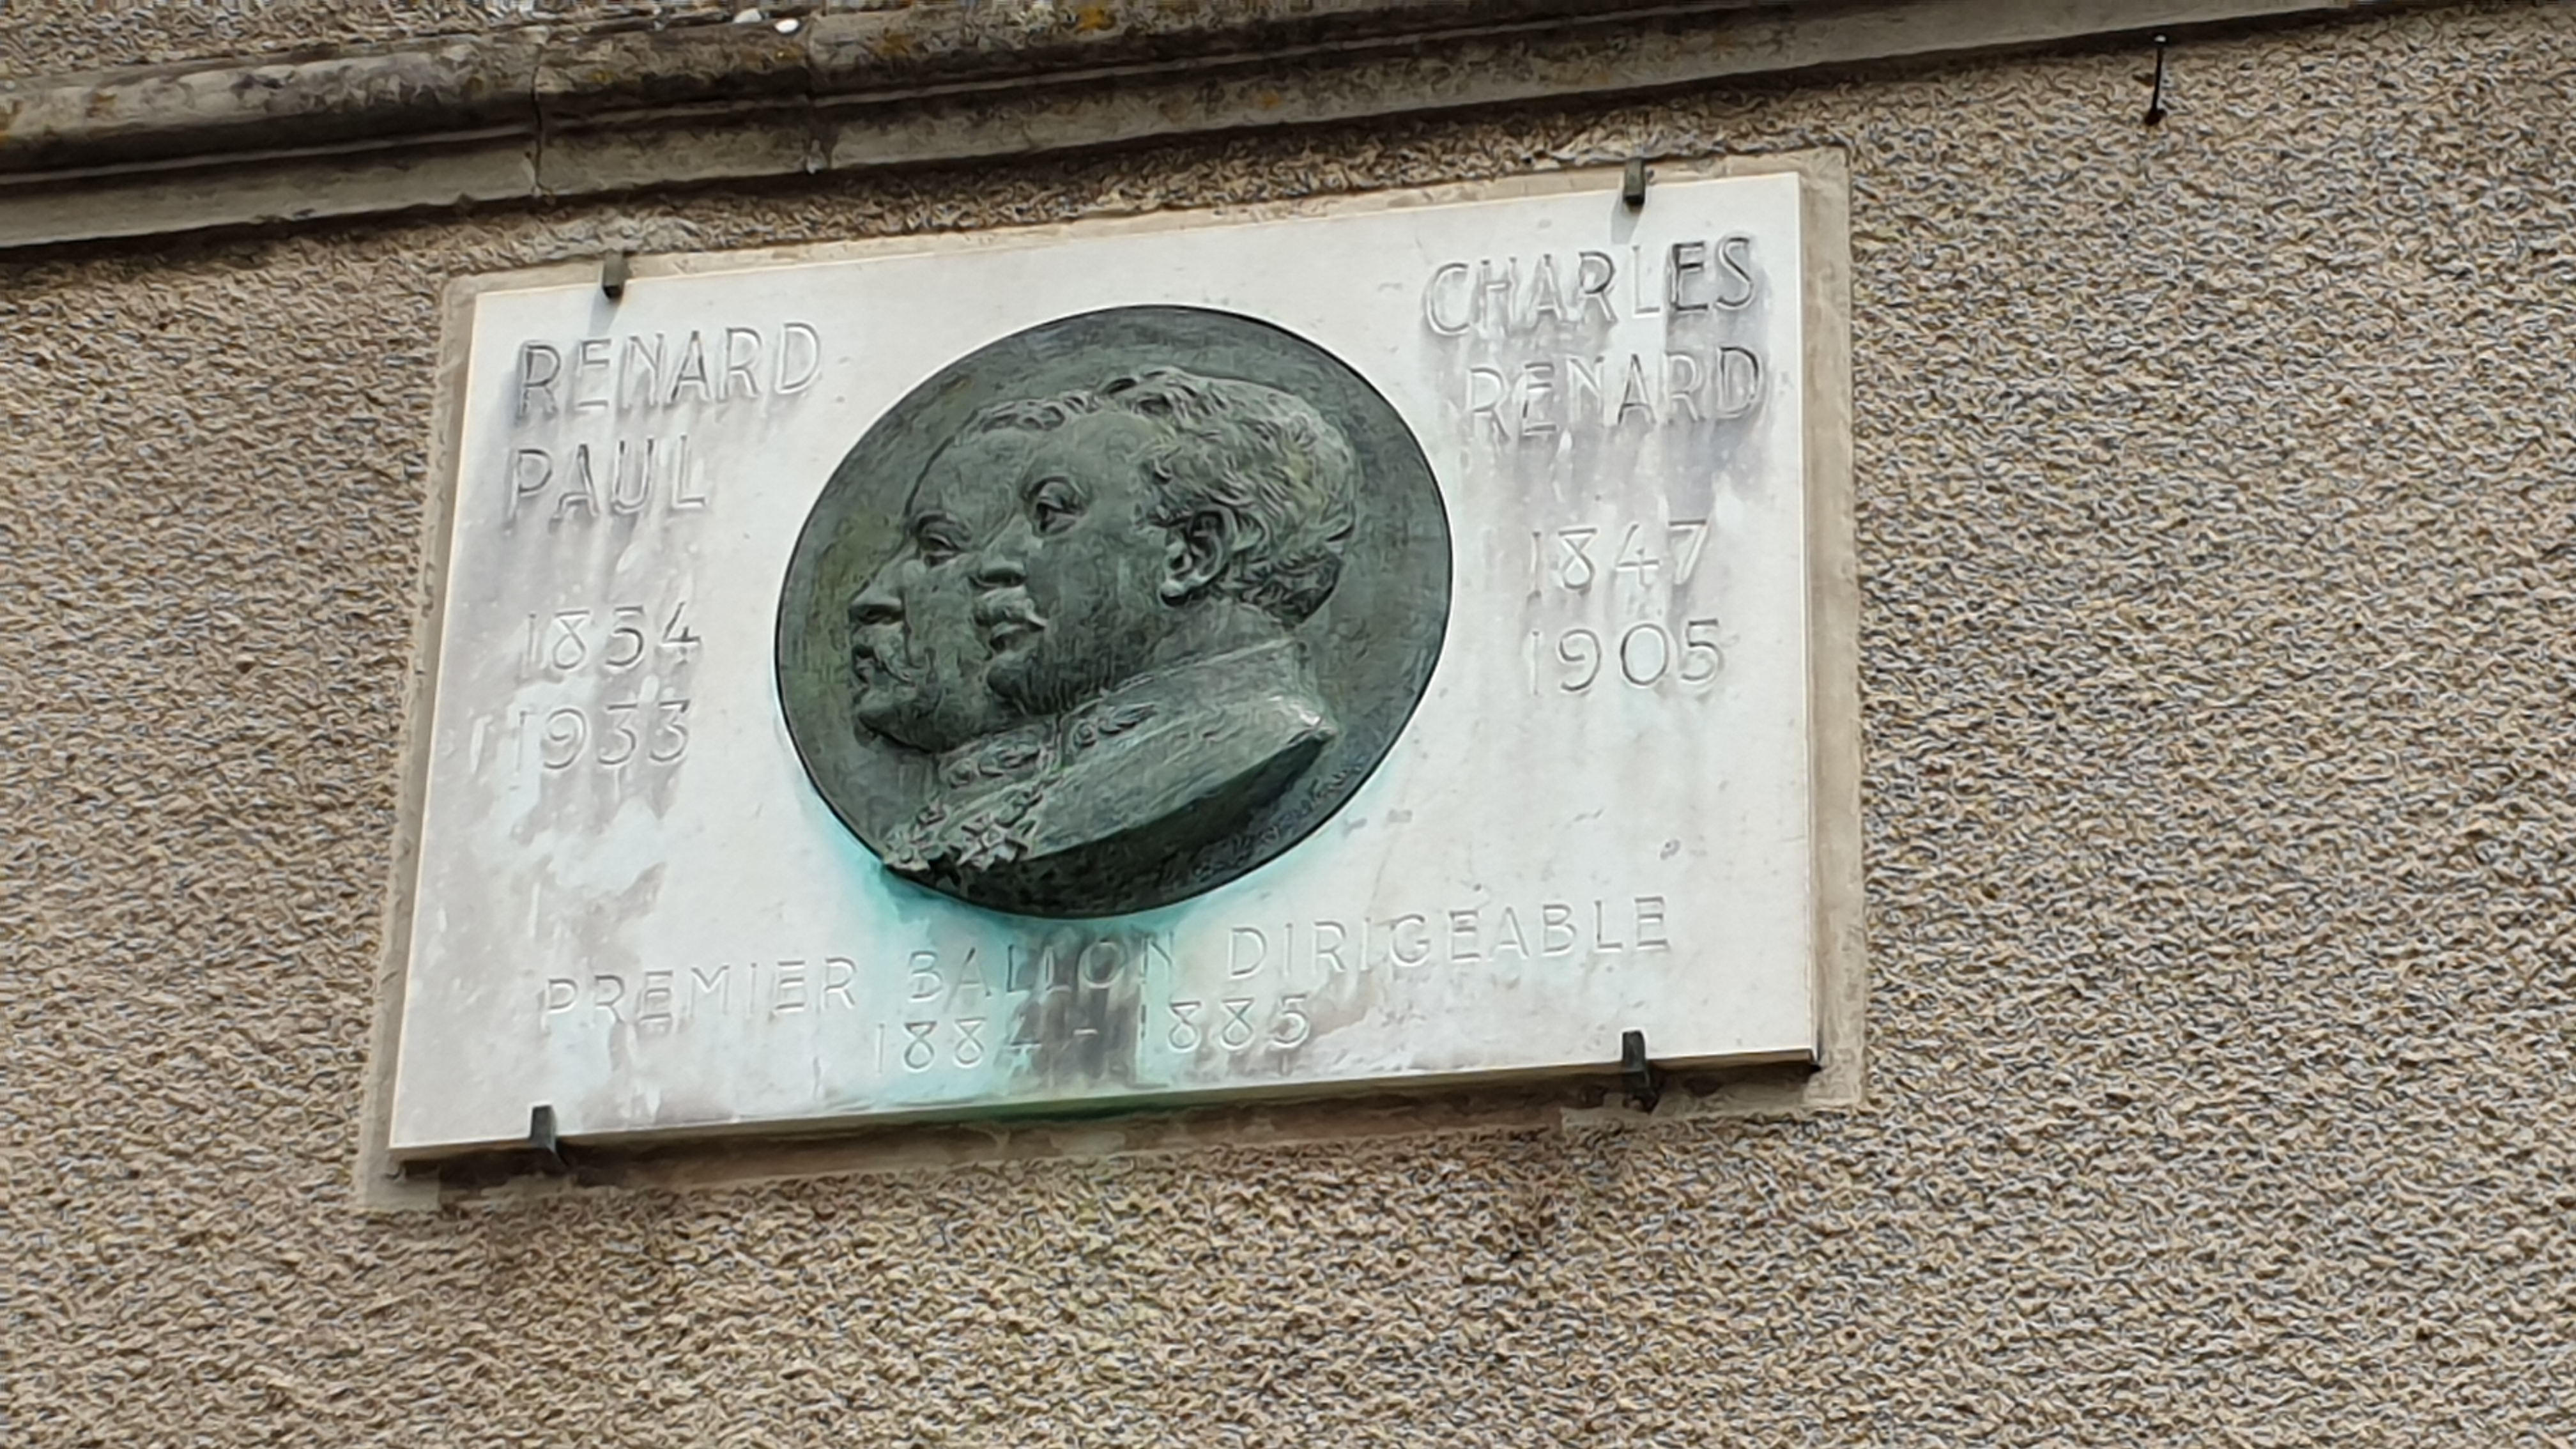 RENARD
PAUL
1854
1933
CHARLES
RENARD
1847
1905
PREMIER BALLON DIRIGEABLE
1884 - 1885